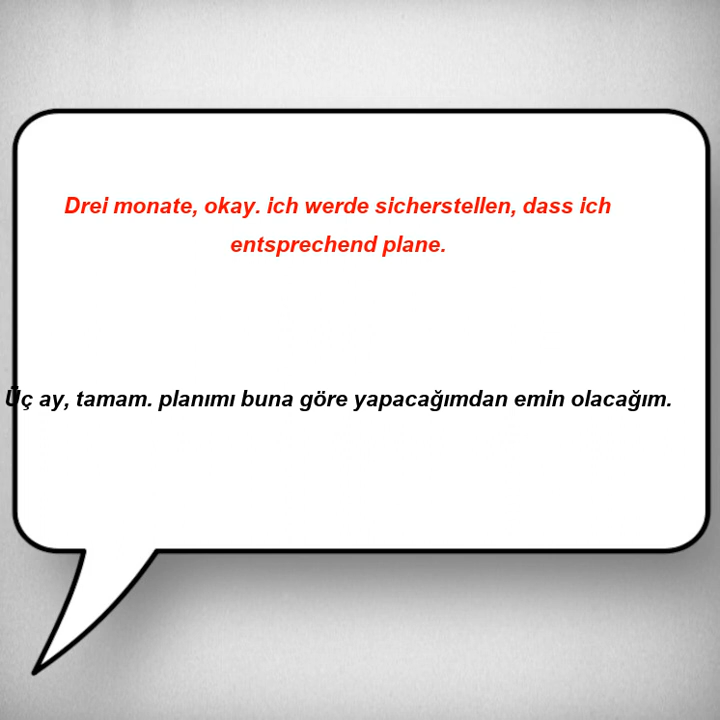 Drei monate, okay. ich werde sicherstellen, dass ich
entsprechend plane.
Üç ay, tamam. planımı buna göre yapacağımdan emin olacağım.